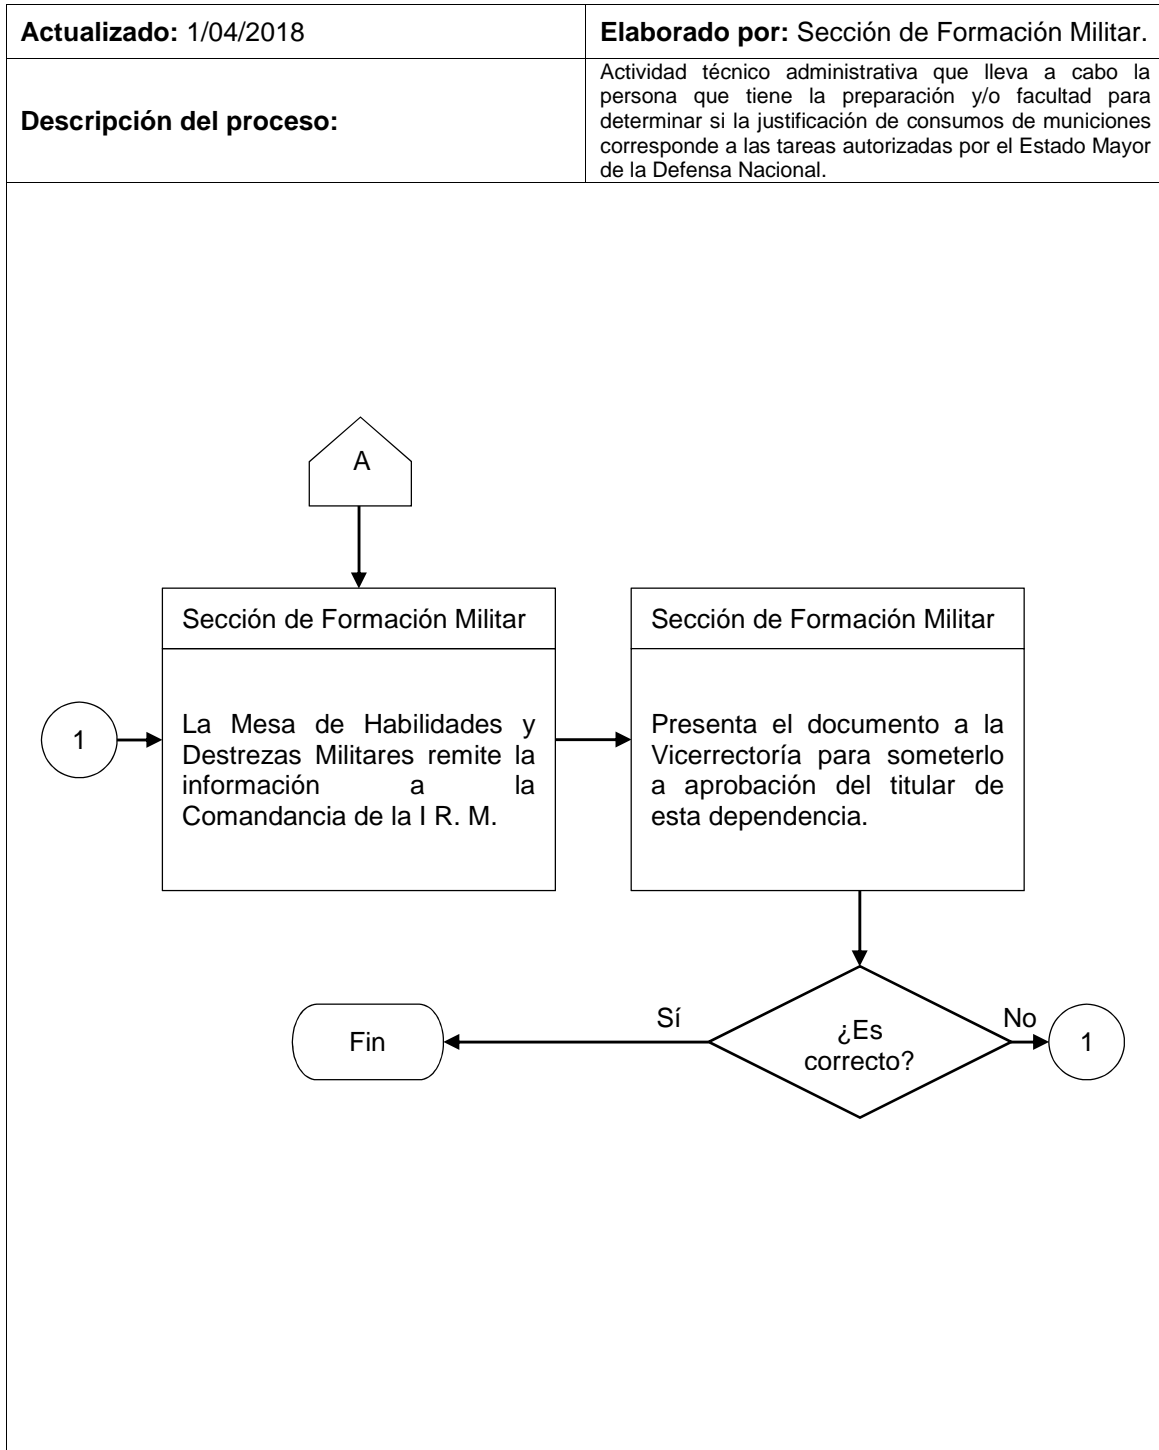 Actualizado: 1/04/2018
Elaborado por: Sección de Formación Militar.
Descripción del proceso:
Actividad técnico administrativa que lleva a cabo la
persona que tiene la preparación y/o facultad para
determinar si la justificación de consumos de municiones
corresponde a las tareas autorizadas por el Estado Mayor
de la Defensa Nacional.
A
Sección de Formación Militar
La Mesa de Habilidades y
Destrezas Militares remite la
información a la
Comandancia de la I R. M.
1
Sección de Formación Militar
Presenta el documento a la
Vicerrectoría para someterlo
a aprobación del titular de
esta dependencia.
Sí
¿Es
correcto?
No
1
Fin